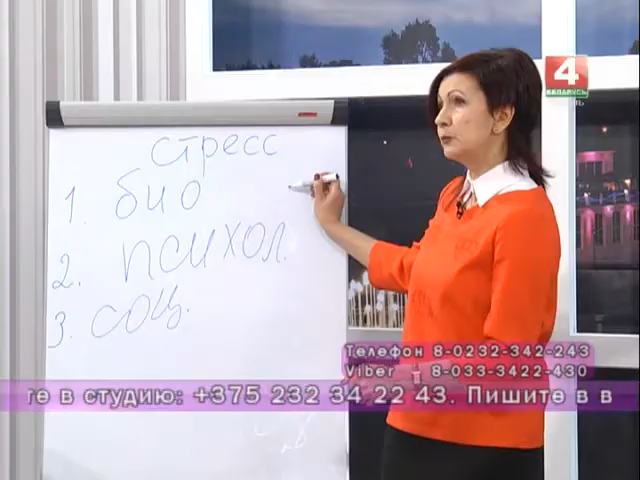 4
БЕЛАРУСЬ
стресс
1. био
2. психол.
3. соц.
Телефон 8-0232-342-243
Viber 8-033-3422-430
те в студию: +375 232 34 22 43. Пишите в в